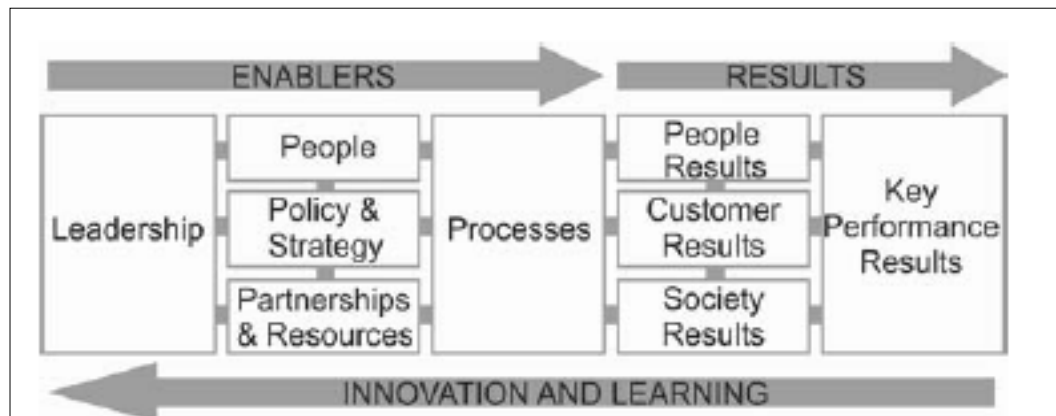 ENABLERS
RESULTS
Leadership
People
Policy &
Strategy
Partnerships
& Resources
Processes
People
Results
Customer
Results
Society
Results
Key
Performance
Results
INNOVATION AND LEARNING